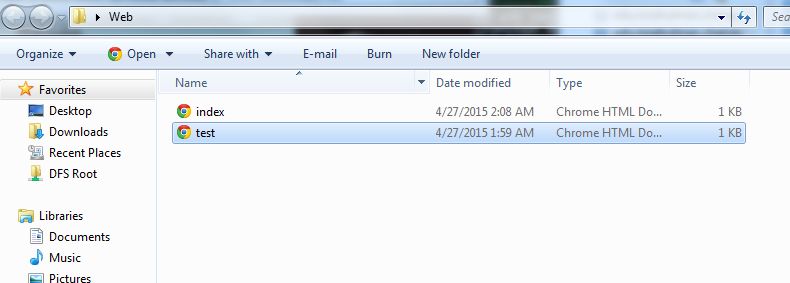 Web
Sea
Organize Open Share with E-mail Burn New folder
Favorites
Desktop
Downloads
Recent Places
DFS Root
Libraries
Documents
Music
Pictures
Name Date modified Type Size
index 4/27/2015 2:08 AM Chrome HTML Do... 1 KB
test 4/27/2015 1:59 AM Chrome HTML Do... 1 KB